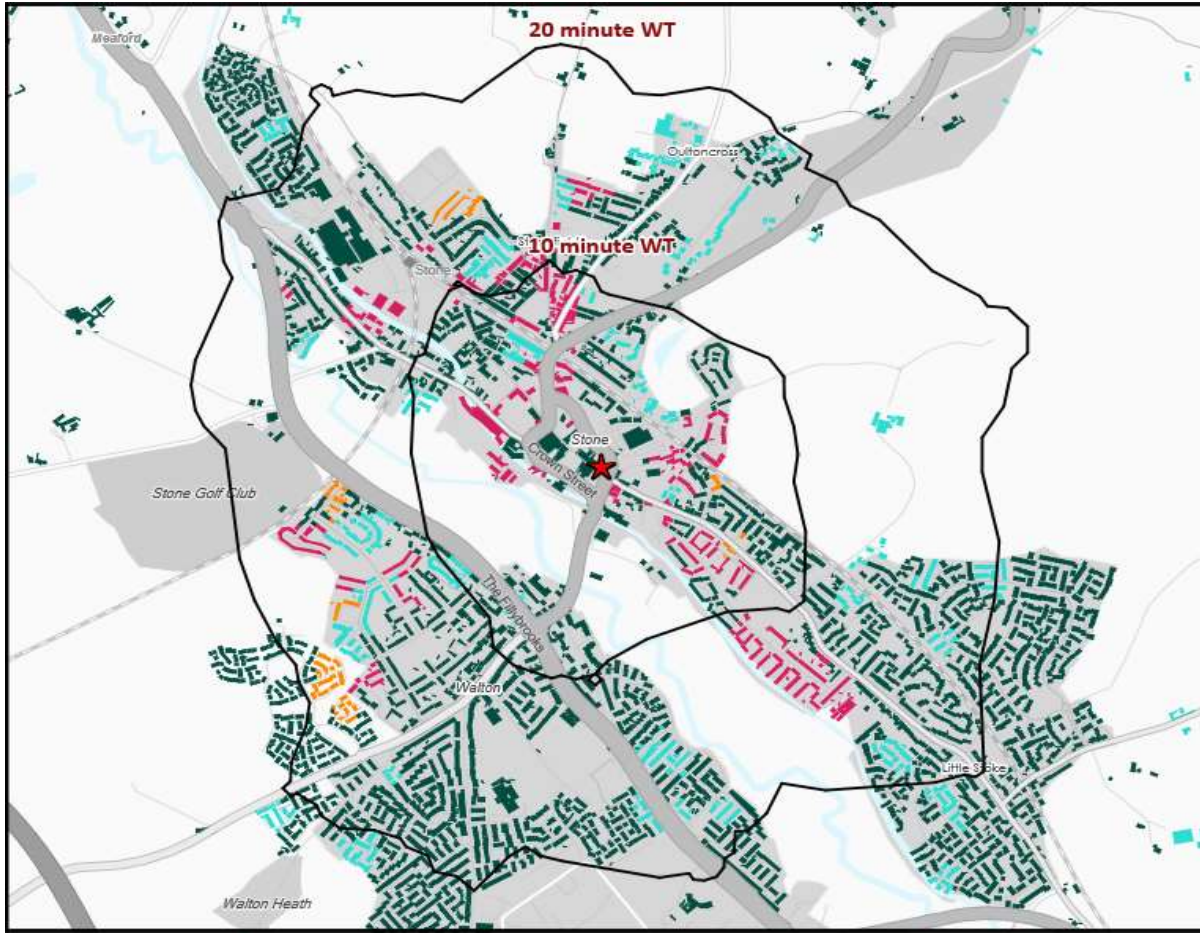 20 minute WT
Meaford
Oultoncross
10 minute WT
Stone
Stone
Crown Street
Stone Golf Club
The Fillybrooks
Walton
Little Stoke
Walton Heath